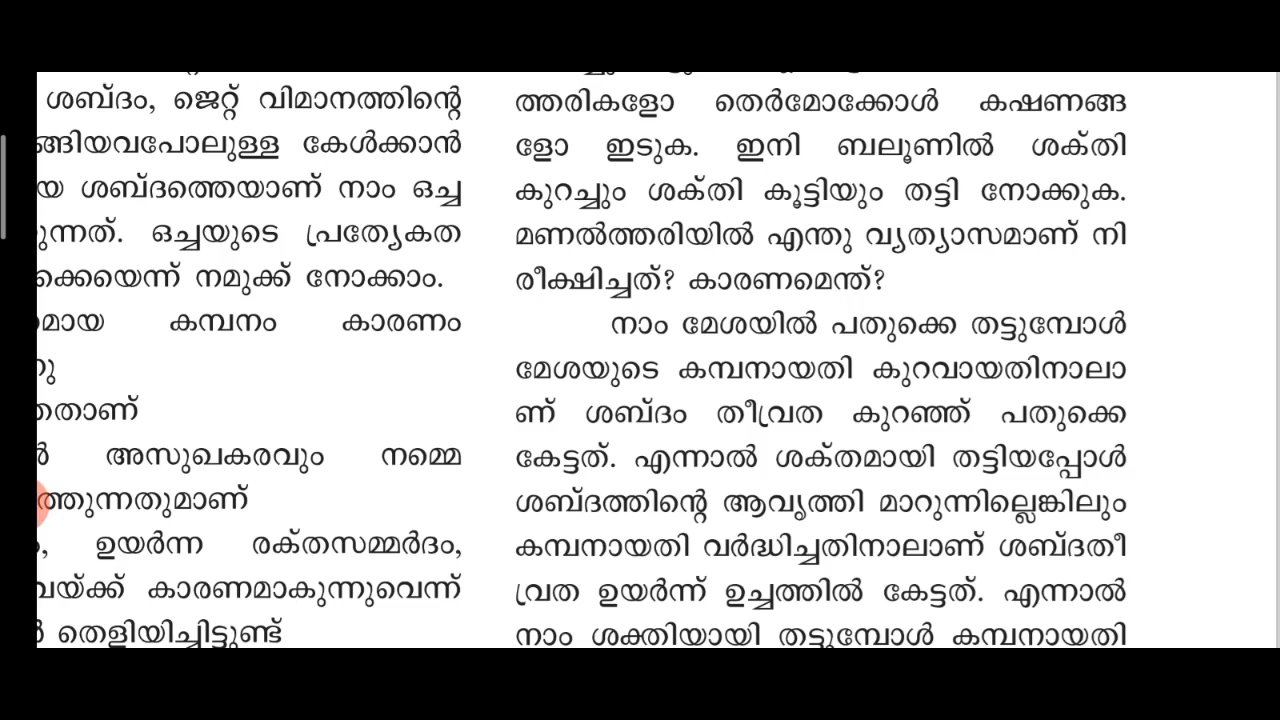 ശബ്ദം, ജെറ്റ് വിമാനത്തിന്റെ
ങ്ങിയവപോലുള്ള കേൾക്കാൻ
യ ശബ്ദത്തെയാണ് നാം ഒച്ച
ുന്നത്. ഒച്ചയുടെ പ്രത്യേകത
ക്കെയെന്ന് നമുക്ക് നോക്കാം.
മായ കമ്പനം കാരണം
നു
തതാണ്
ൽ അസുഖകരവും നമ്മെ
ത്തുന്നതുമാണ്
, ഉയർന്ന രക്തസമ്മർദം,
വയ്ക്ക് കാരണമാകുന്നുവെന്ന്
ൾ തെളിയിച്ചിട്ടുണ്ട്
ത്തരികളോ തെർമോക്കോൾ കഷണങ്ങ
ളോ ഇടുക. ഇനി ബലൂണിൽ ശക്തി
കുറച്ചും ശക്തി കൂട്ടിയും തട്ടി നോക്കുക.
മണൽത്തരിയിൽ എന്തു വ്യത്യാസമാണ് നി
രീക്ഷിച്ചത്? കാരണമെന്ത്?
നാം മേശയിൽ പതുക്കെ തട്ടുമ്പോൾ
മേശയുടെ കമ്പനായതി കുറവായതിനാലാ
ണ് ശബ്ദം തീവ്രത കുറഞ്ഞ് പതുക്കെ
കേട്ടത്. എന്നാൽ ശക്തമായി തട്ടിയപ്പോൾ
ശബ്ദത്തിന്റെ ആവൃത്തി മാറുന്നില്ലെങ്കിലും
കമ്പനായതി വർദ്ധിച്ചതിനാലാണ് ശബ്ദതീ
വ്രത ഉയർന്ന് ഉച്ചത്തിൽ കേട്ടത്. എന്നാൽ
നാം ശക്തിയായി തട്ടുമ്പോൾ കമ്പനായതി